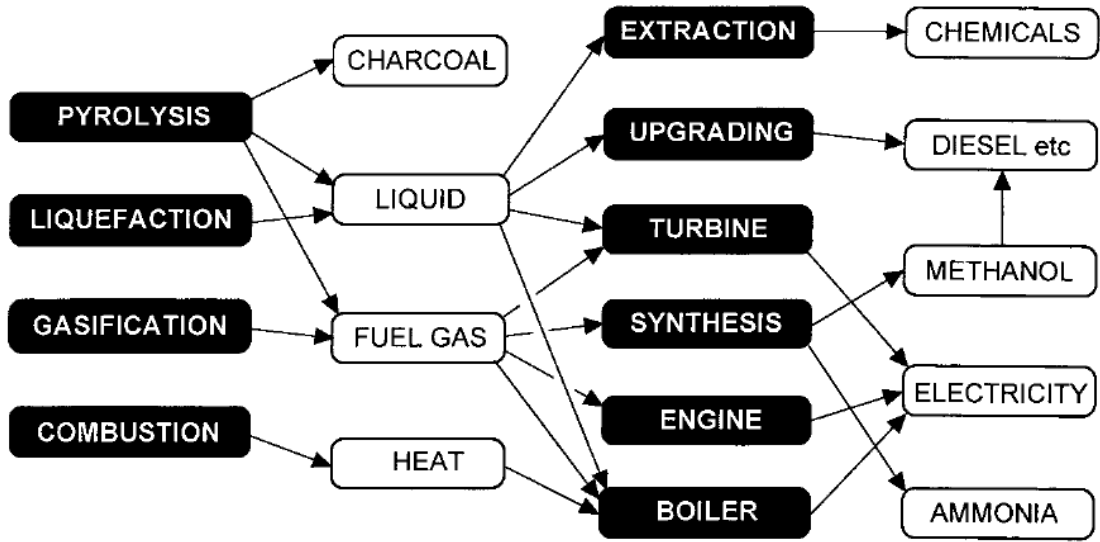 PYROLYSIS
LIQUEFACTION
GASIFICATION
COMBUSTION
CHARCOAL
LIQUID
FUEL GAS
HEAT
EXTRACTION
UPGRADING
TURBINE
SYNTHESIS
ENGINE
BOILER
CHEMICALS
DIESEL etc
METHANOL
ELECTRICITY
AMMONIA